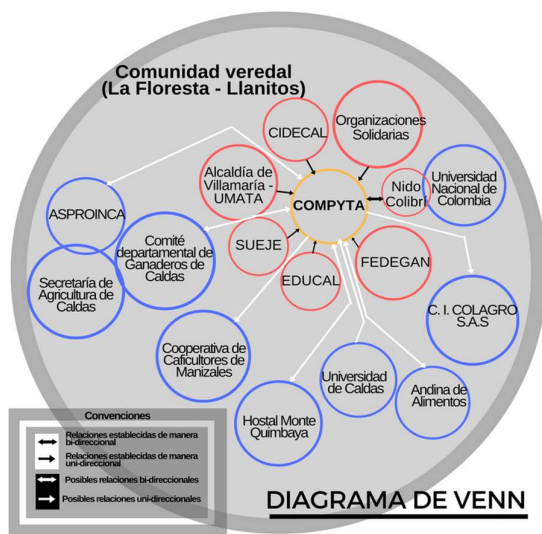 Comunidad veredal
(La Floresta - Llanitos)
CIDECAL
Organizaciones
Solidarias
Alcaldía de
Villamaría -
UMATA
COMPYTA
Nido
Colibrí
Universidad
Nacional de
Colombia
ASPROINCA
Comité
departamental de
Ganaderos de
Caldas
SUEJE
EDUCAL
FEDEGAN
Secretaría de
Agricultura de
Caldas
C. I. COLAGRO
S.A.S
Cooperativa de
Caficultores de
Manizales
Universidad
de Caldas
Andina de
Alimentos
Hostal Monte
Quimbaya
Convenciones
Relaciones establecidas de manera
bi-direccional
Relaciones establecidas de manera
uni-direccional
Posibles relaciones bi-direccionales
Posibles relaciones uni-direccionales
DIAGRAMA DE VENN